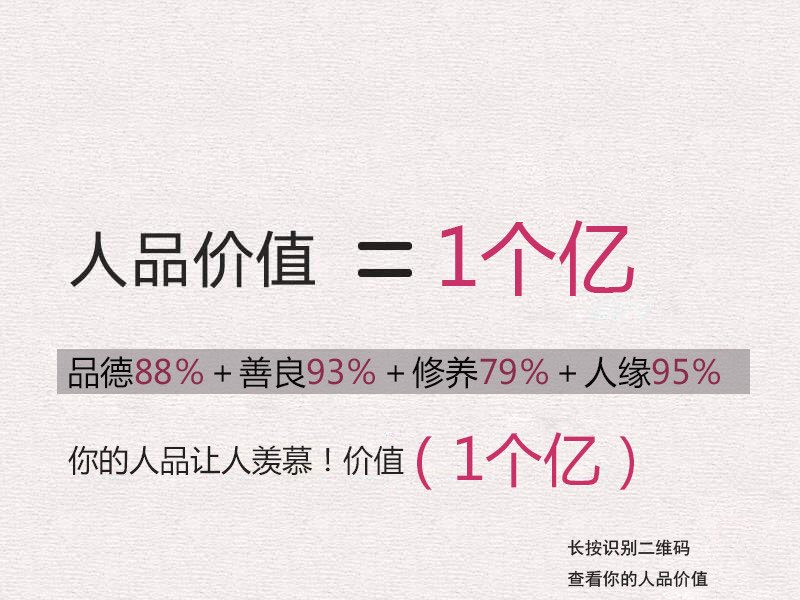 人品价值 = 1个亿
品德88%+善良93%+修养79%+人缘95%
你的人品让人羡慕!价值(1个亿)
长按识别二维码
查看你的人品价值